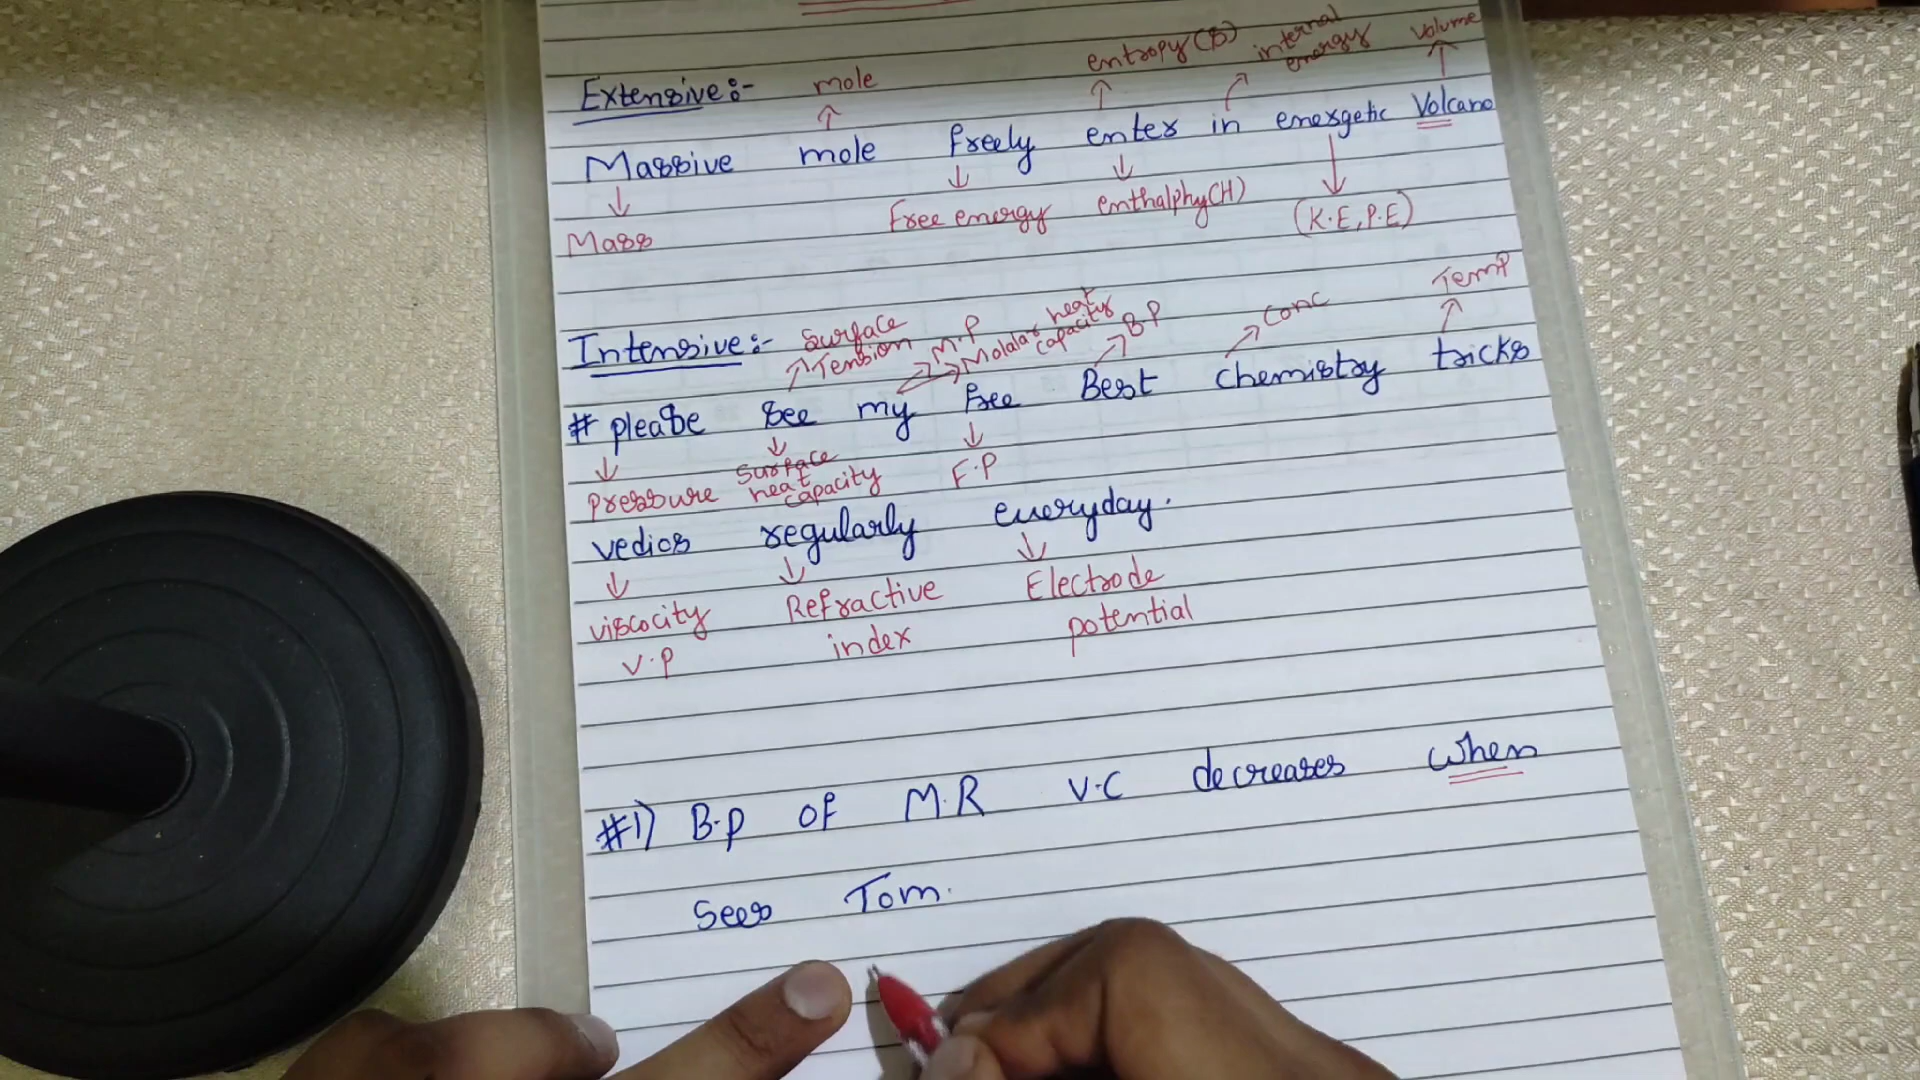 entropy(S) internal energy Volume
Extensive:- mole
Massive mole freely enter in energetic Volcano
Mass Free energy enthalphy(H) (K.E, P.E)
Temp
Intensive:- Surface Tension M.P Molalar heat capacity B.P Conc
# please see my free Best chemistry tricks
pressure Surface heat capacity F.P
vedios regularly everyday.
viscocity Refractive Electrode
V.P index potential
#1) B.p of M.R V.C decreases when
Sees Tom.